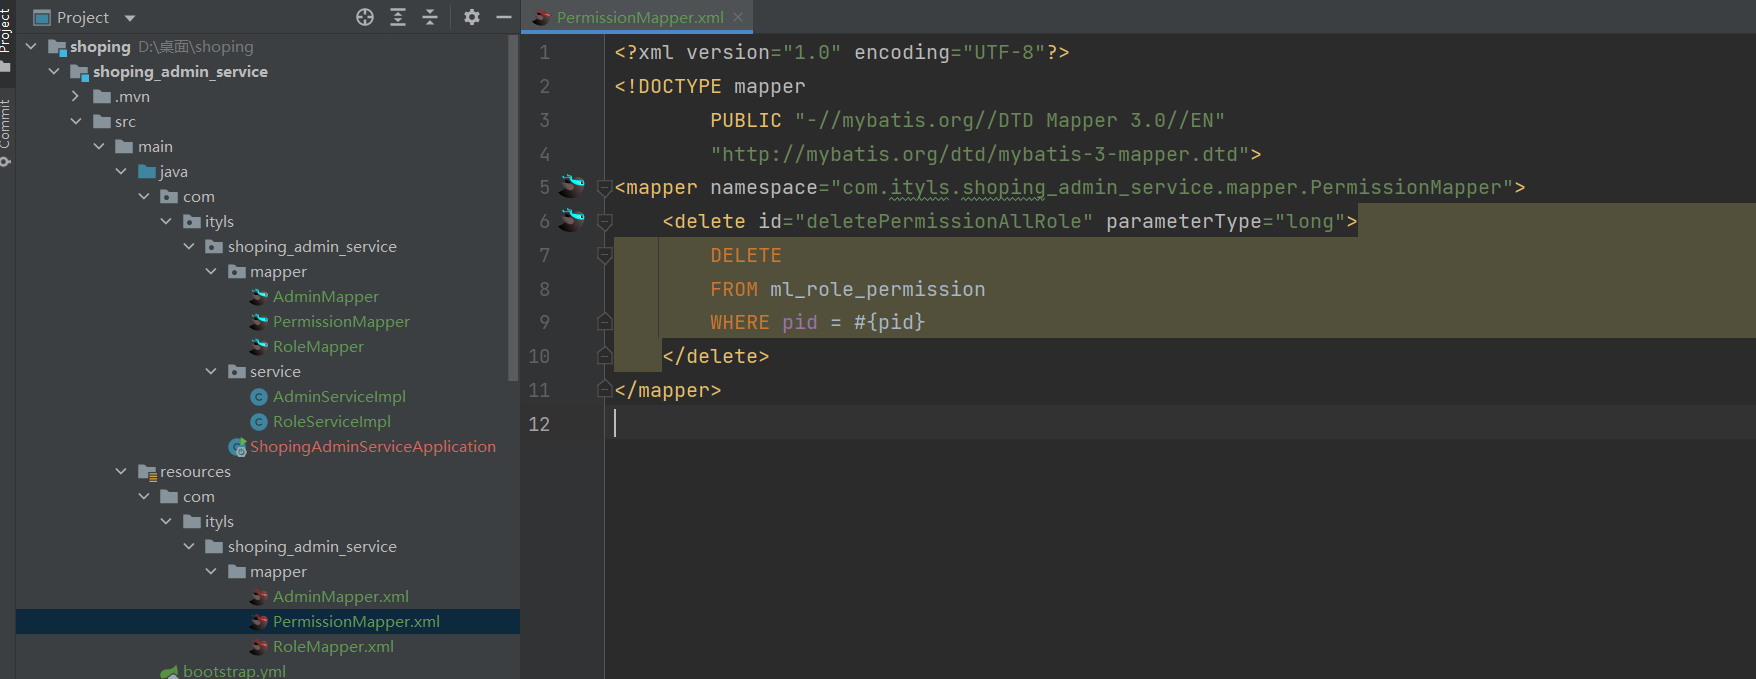 Project
Commit
Project
shoping D:\桌面\shoping
shoping_admin_service
.mvn
src
main
java
com
ityls
shoping_admin_service
mapper
AdminMapper
PermissionMapper
RoleMapper
service
AdminServiceImpl
RoleServiceImpl
ShopingAdminServiceApplication
resources
com
ityls
shoping_admin_service
mapper
AdminMapper.xml
PermissionMapper.xml
RoleMapper.xml
bootstrap.yml
PermissionMapper.xml
1 <?xml version="1.0" encoding="UTF-8"?>
2 <!DOCTYPE mapper
3 PUBLIC "-//mybatis.org//DTD Mapper 3.0//EN"
4 "http://mybatis.org/dtd/mybatis-3-mapper.dtd">
5 <mapper namespace="com.ityls.shoping_admin_service.mapper.PermissionMapper">
6 <delete id="deletePermissionAllRole" parameterType="long">
7 DELETE
8 FROM ml_role_permission
9 WHERE pid = #{pid}
10 </delete>
11 </mapper>
12